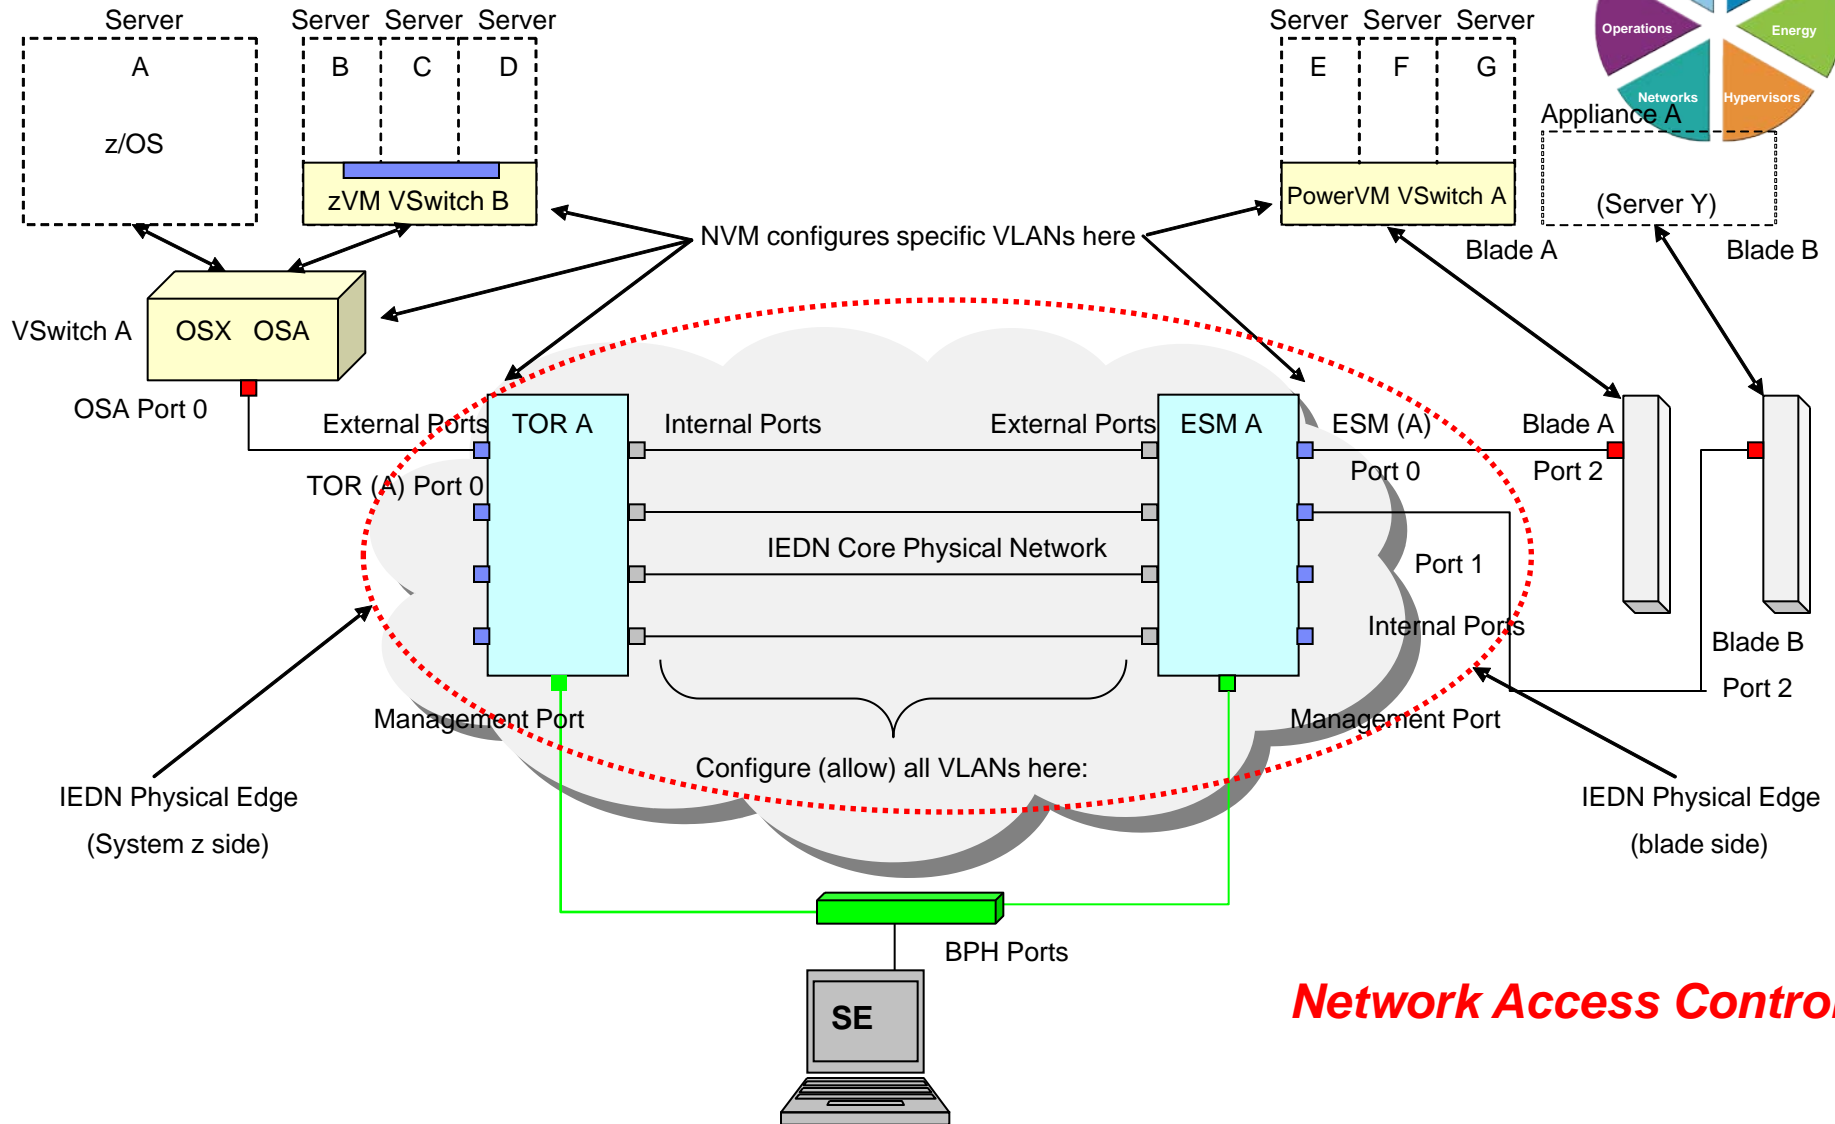 Server
Server Server Server
Server Server Server
Operations
Energy
A
B
C
D
E
F
G
Networks
Hypervisors
Appliance A
z/OS
zVM VSwitch B
PowerVM VSwitch A
(Server Y)
NVM configures specific VLANs here
Blade A
Blade B
VSwitch A
OSX OSA
OSA Port 0
External Ports
TOR A
Internal Ports
External Ports
ESM A
ESM (A)
Port 0
Blade A
Port 2
TOR (A) Port 0
IEDN Core Physical Network
Port 1
Internal Ports
Blade B
Port 2
Management Port
Management Port
Configure (allow) all VLANs here:
IEDN Physical Edge
(System z side)
IEDN Physical Edge
(blade side)
BPH Ports
SE
Network Access Control